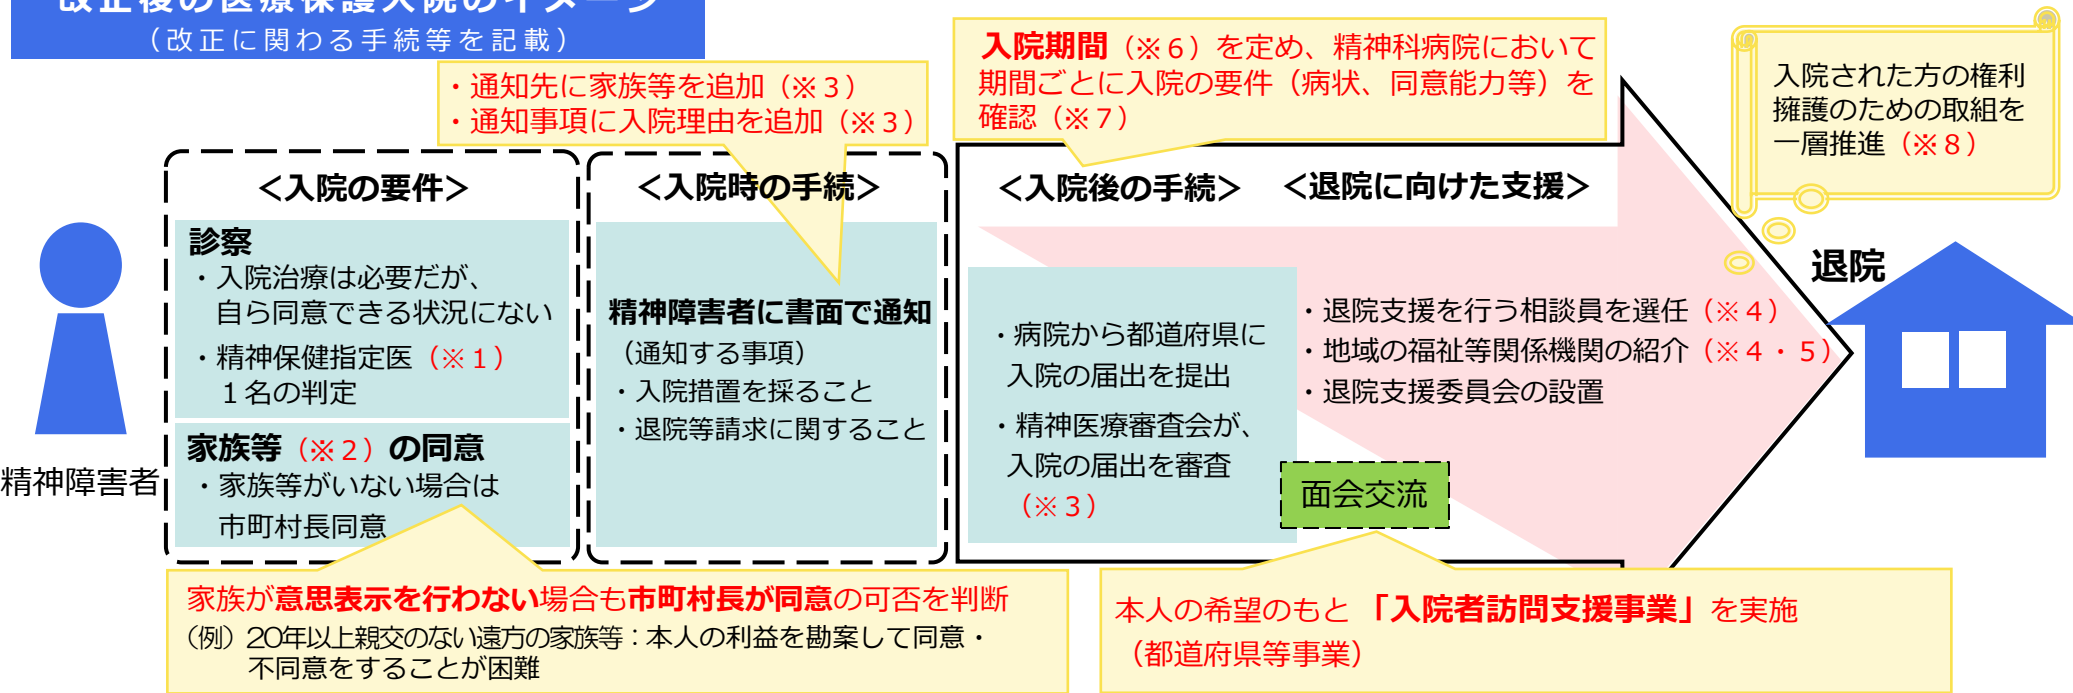 改正後の医療保護入院のイメージ
（改正に関わる手続等を記載）
・通知先に家族等を追加（※３）
・通知事項に入院理由を追加（※３）
入院期間（※６）を定め、精神科病院において
期間ごとに入院の要件（病状、同意能力等）を
確認（※７）
入院された方の権利
擁護のための取組を
一層推進（※８）
＜入院の要件＞
診察
・入院治療は必要だが、
自ら同意できる状況にない
・精神保健指定医（※１）
１名の判定
家族等（※２）の同意
・家族等がいない場合は
市町村長同意
精神障害者
＜入院時の手続＞
精神障害者に書面で通知
（通知する事項）
・入院措置を採ること
・退院等請求に関すること
＜入院後の手続＞
・病院から都道府県に
入院の届出を提出
・精神医療審査会が、
入院の届出を審査
（※３）
＜退院に向けた支援＞
・退院支援を行う相談員を選任（※４）
・地域の福祉等関係機関の紹介（※４・５）
・退院支援委員会の設置
面会交流
退院
家族が意思表示を行わない場合も市町村長が同意の可否を判断
（例）20年以上親交のない遠方の家族等：本人の利益を勘案して同意・
不同意をすることが困難
本人の希望のもと「入院者訪問支援事業」を実施
（都道府県等事業）